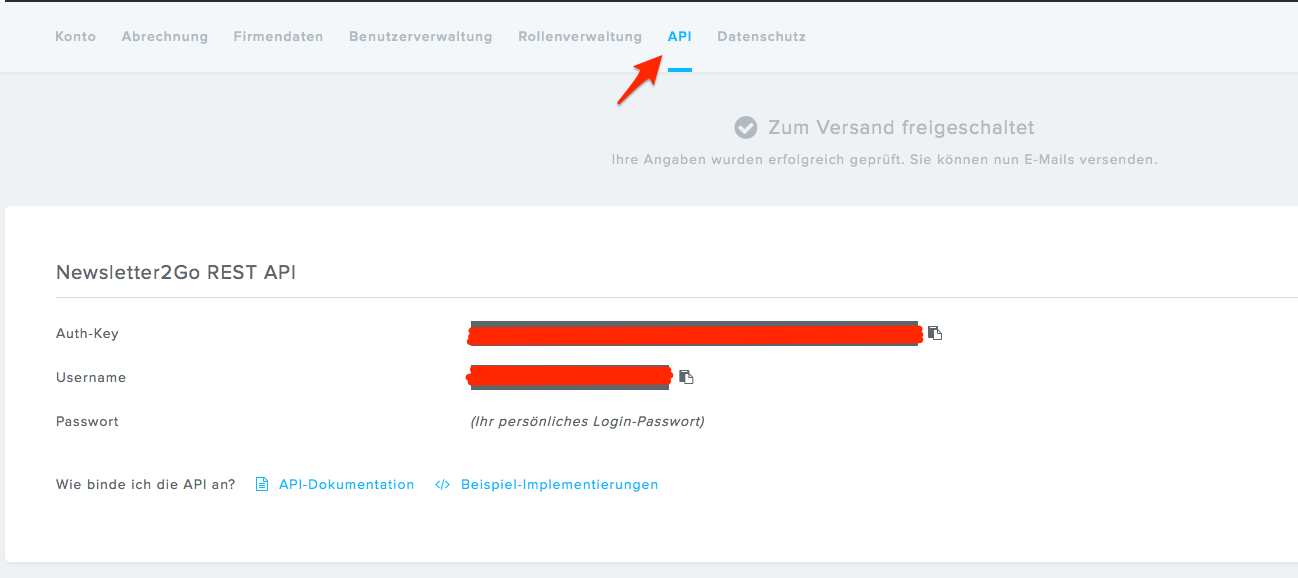 Konto Abrechnung Firmendaten Benutzerverwaltung Rollenverwaltung API Datenschutz
Zum Versand freigeschaltet
Ihre Angaben wurden erfolgreich geprüft. Sie können nun E-Mails versenden.
Newsletter2Go REST API
Auth-Key
Username
Passwort (Ihr persönliches Login-Passwort)
Wie binde ich die API an? API-Dokumentation </> Beispiel-Implementierungen